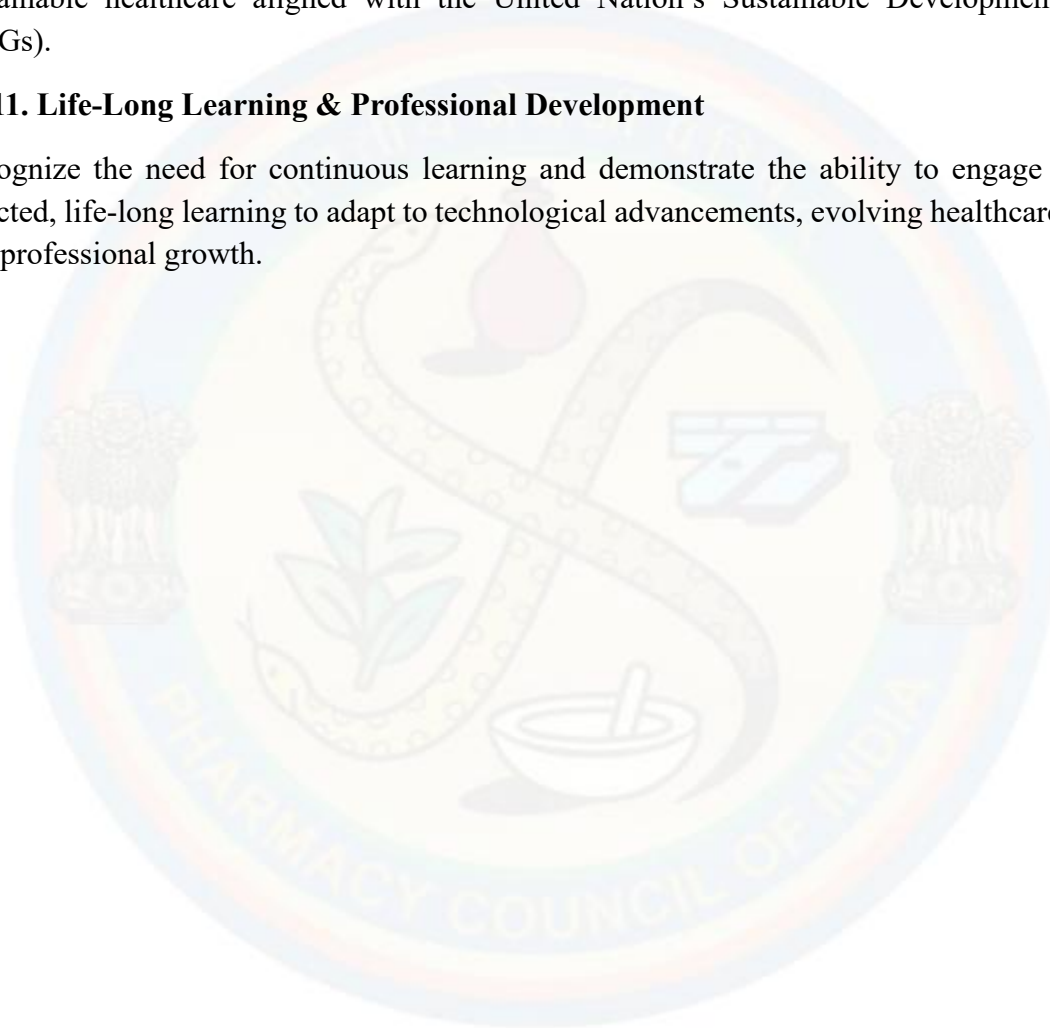 ainable healthcare aligned with the United Nation's Sustainable Developmen
Gs).
11. Life-Long Learning & Professional Development
ognize the need for continuous learning and demonstrate the ability to engage
cted, life-long learning to adapt to technological advancements, evolving healthcar
professional growth.
PHARMACY COUNCIL OF INDIA